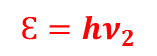 Ɛ = hν₂